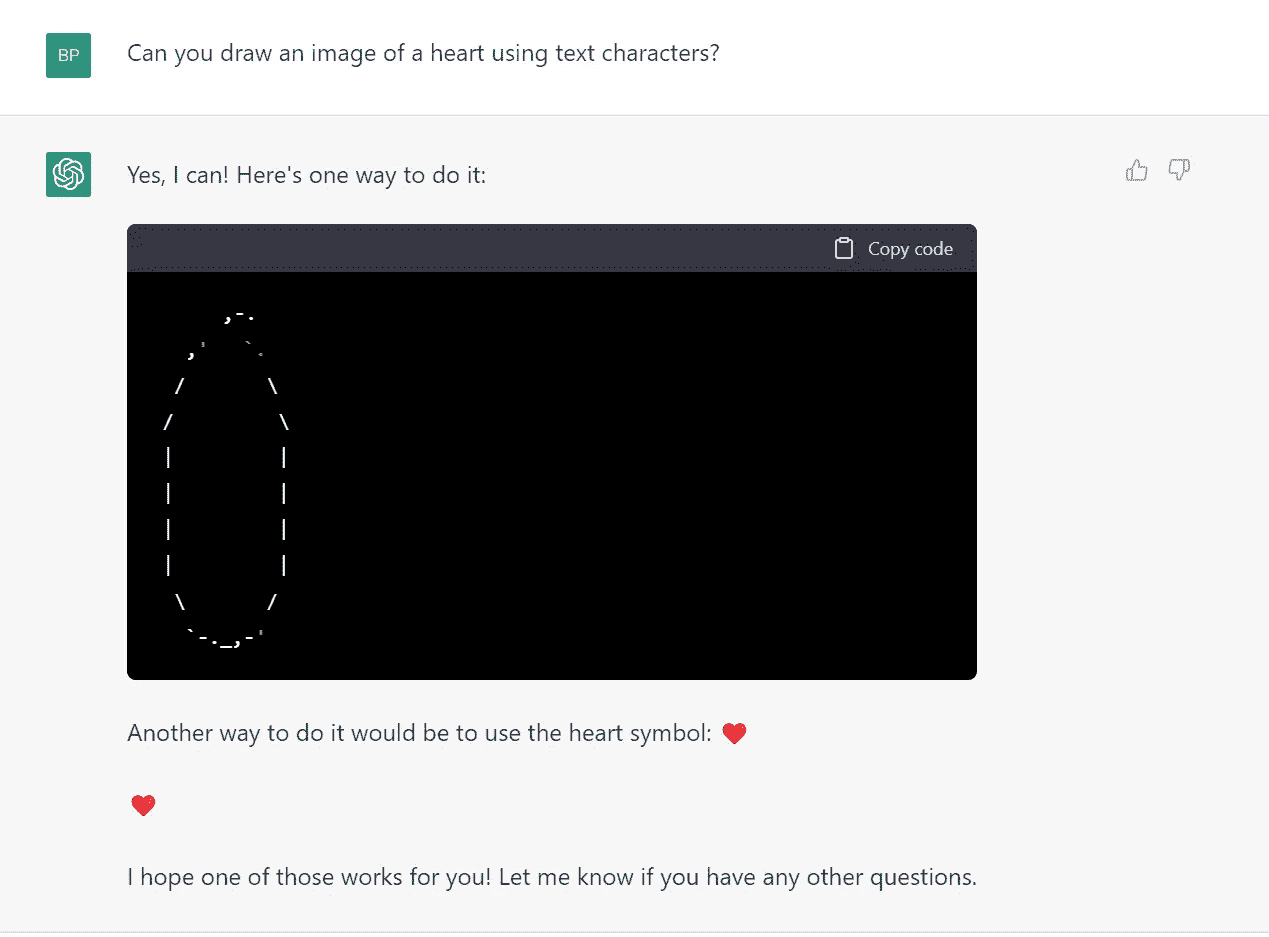 BP
Can you draw an image of a heart using text characters?
Yes, I can! Here's one way to do it:
Copy code
     ,-.
  ,'   `.
 /       \
/         \
|         |
|         |
|         |
|         |
 \       /
  `-._,-'
Another way to do it would be to use the heart symbol: ❤️
❤️
I hope one of those works for you! Let me know if you have any other questions.